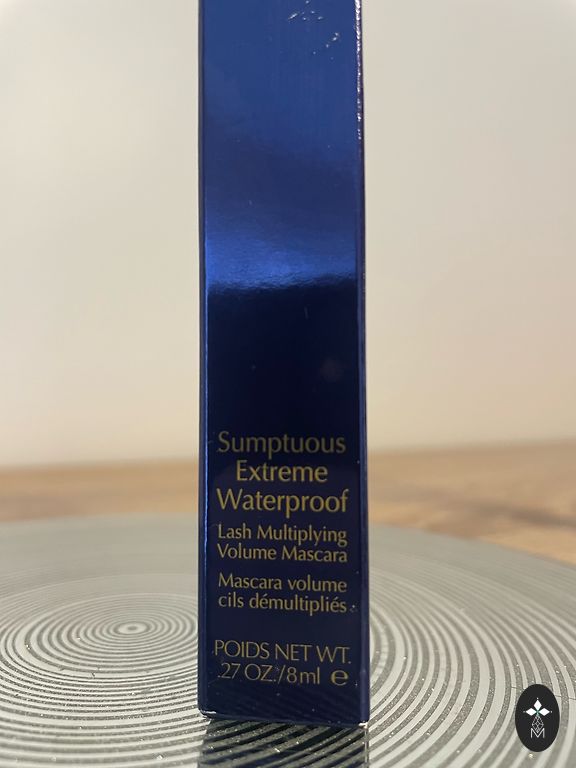 Sumptuous
Extreme
Waterproof
Lash Multiplying
Volume Mascara
Mascara volume
cils démultipliés
POIDS NET WT.
.27 OZ./8ml ℮
M